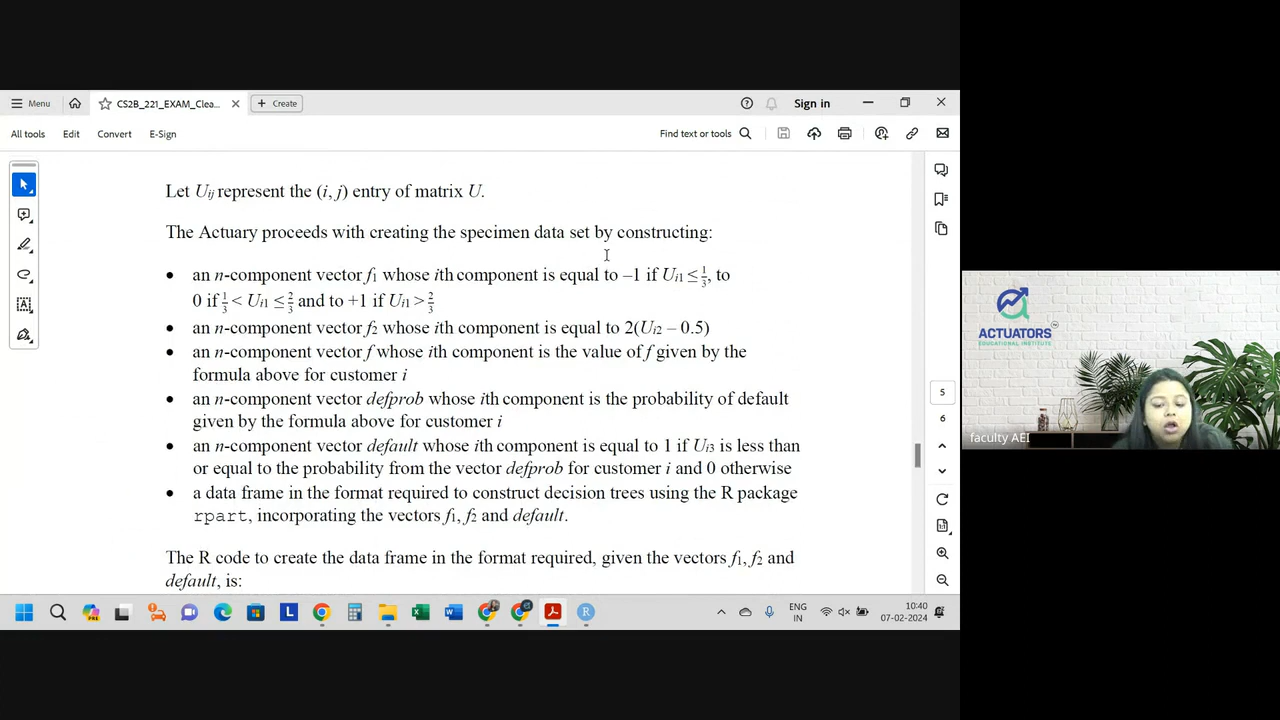 Menu
CS2B_221_EXAM_Clea...
Create
Sign in
All tools
Edit
Convert
E-Sign
Find text or tools
Let Uij represent the (i, j) entry of matrix U.
The Actuary proceeds with creating the specimen data set by constructing:
• an n-component vector f1 whose ith component is equal to –1 if Ui1 ≤ 1/3, to
0 if 1/3 < Ui1 ≤ 2/3 and to +1 if Ui1 > 2/3
• an n-component vector f2 whose ith component is equal to 2(Ui2 – 0.5)
• an n-component vector f whose ith component is the value of f given by the
formula above for customer i
• an n-component vector defprob whose ith component is the probability of default
given by the formula above for customer i
• an n-component vector default whose ith component is equal to 1 if Ui3 is less than
or equal to the probability from the vector defprob for customer i and 0 otherwise
• a data frame in the format required to construct decision trees using the R package
rpart, incorporating the vectors f1, f2 and default.
The R code to create the data frame in the format required, given the vectors f1, f2 and
default, is:
5
6
ACTUATORS
EDUCATIONAL INSTITUTE
faculty AEI
ENG
IN
10:40
07-02-2024